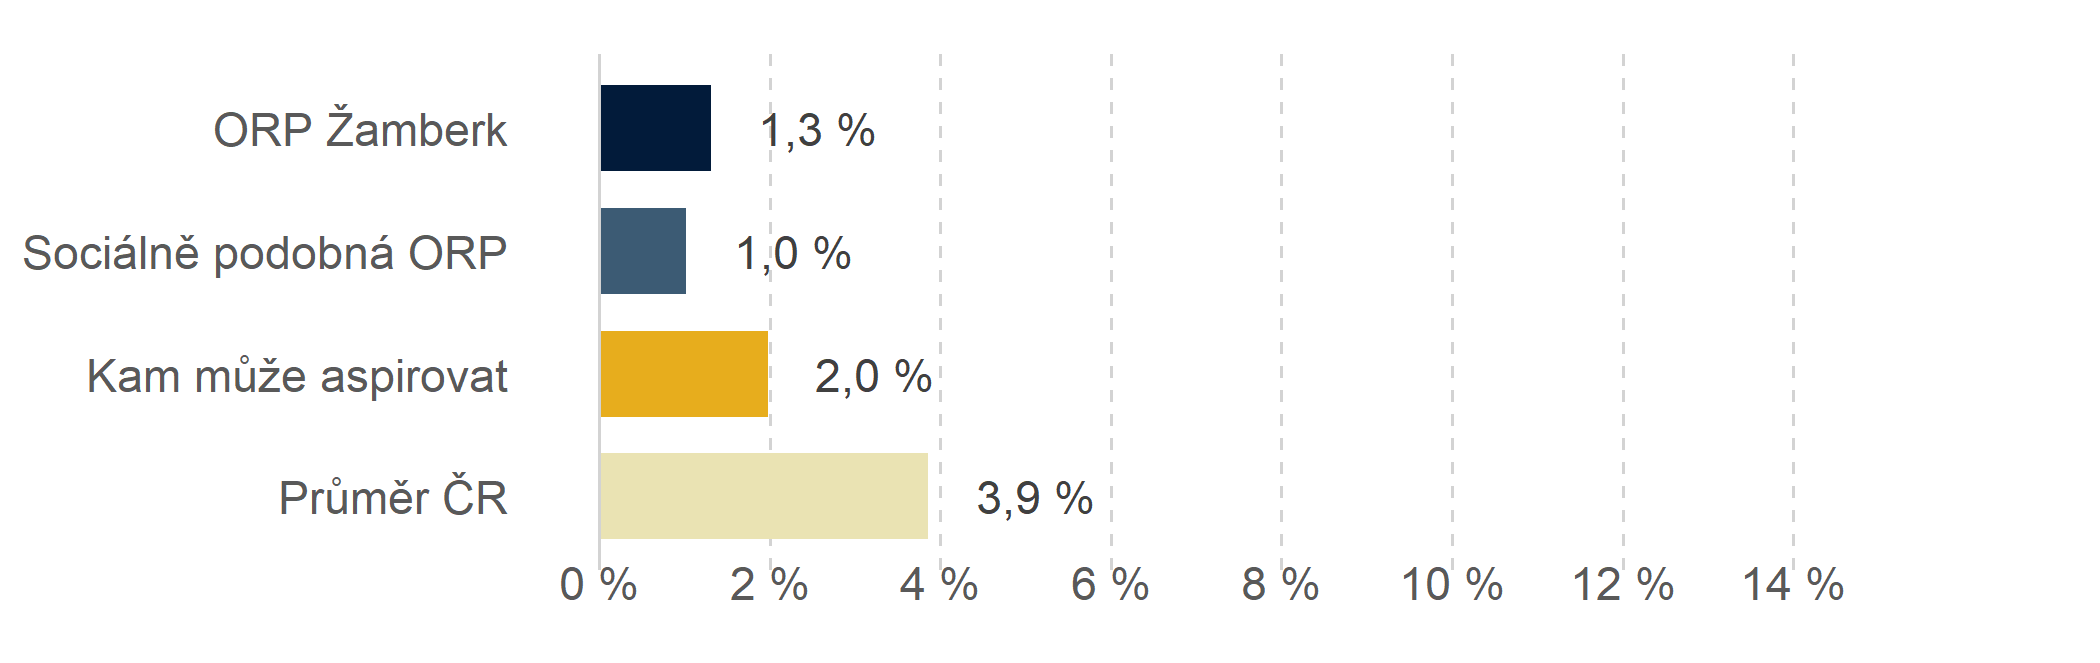 ORP Žamberk 1,3 %
Sociálně podobná ORP 1,0 %
Kam může aspirovat 2,0 %
Průměr ČR 3,9 %
0 % 2 % 4 % 6 % 8 % 10 % 12 % 14 %